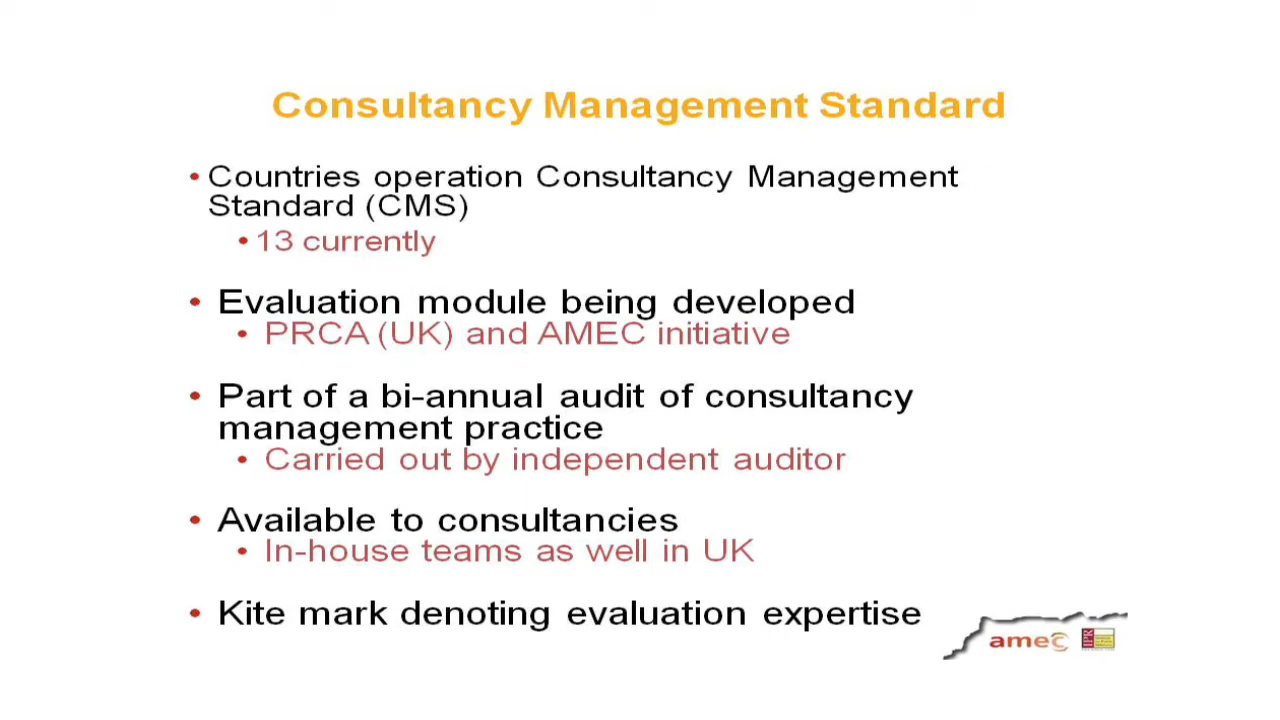 Consultancy Management Standard
• Countries operation Consultancy Management
Standard (CMS)
• 13 currently
• Evaluation module being developed
• PRCA (UK) and AMEC initiative
• Part of a bi-annual audit of consultancy
management practice
• Carried out by independent auditor
• Available to consultancies
• In-house teams as well in UK
• Kite mark denoting evaluation expertise
amec
IPR